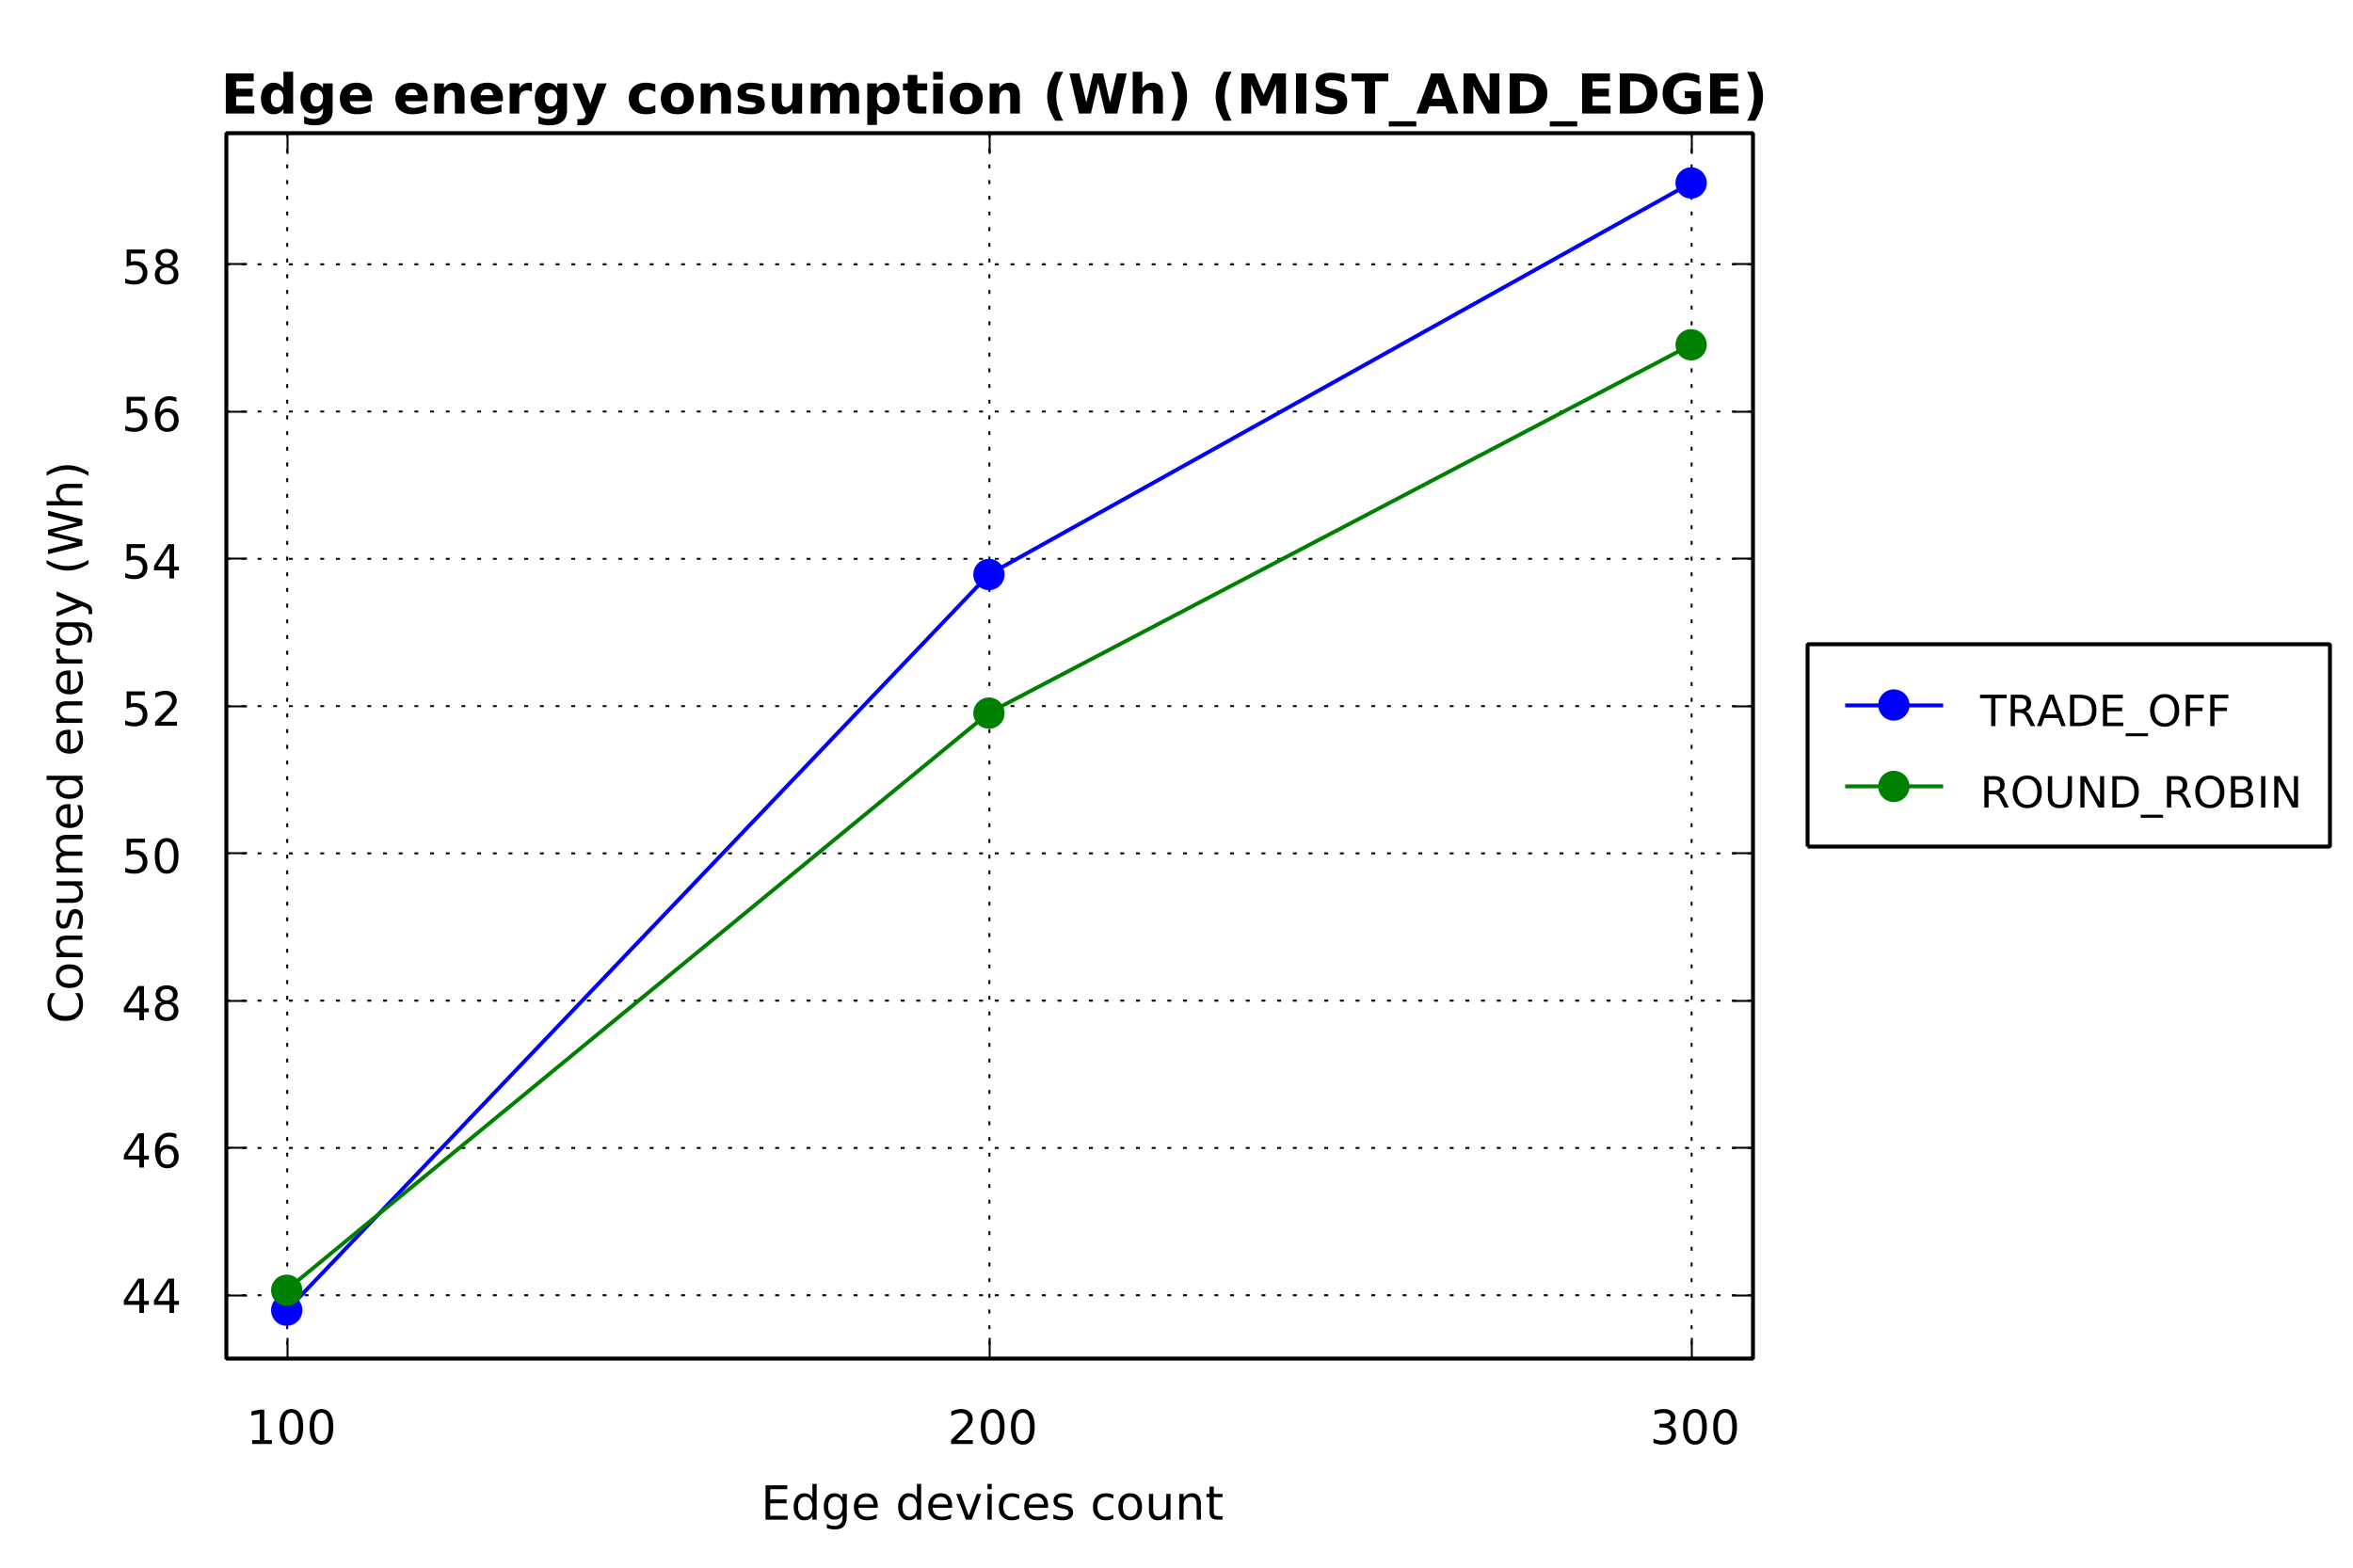 Edge energy consumption (Wh) (MIST_AND_EDGE)
Consumed energy (Wh)
58
56
54
52
50
48
46
44
100 200 300
Edge devices count
TRADE_OFF
ROUND_ROBIN